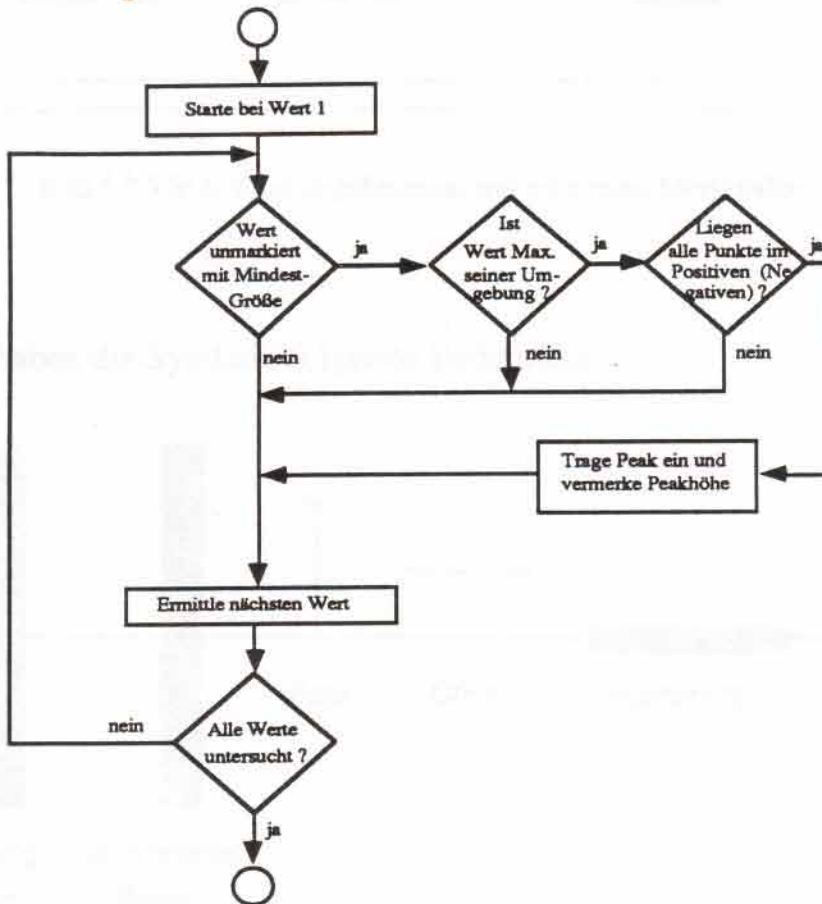 Starte bei Wert 1
Wert
unmarkiert
mit Mindest-
Größe
ja
Ist
Wert Max.
seiner Um-
gebung ?
ja
Liegen
alle Punkte im
Positiven (Ne
gativen) ?
ja
nein
nein
nein
Trage Peak ein und
vermerke Peakhöhe
Ermittle nächsten Wert
nein
Alle Werte
untersucht ?
ja